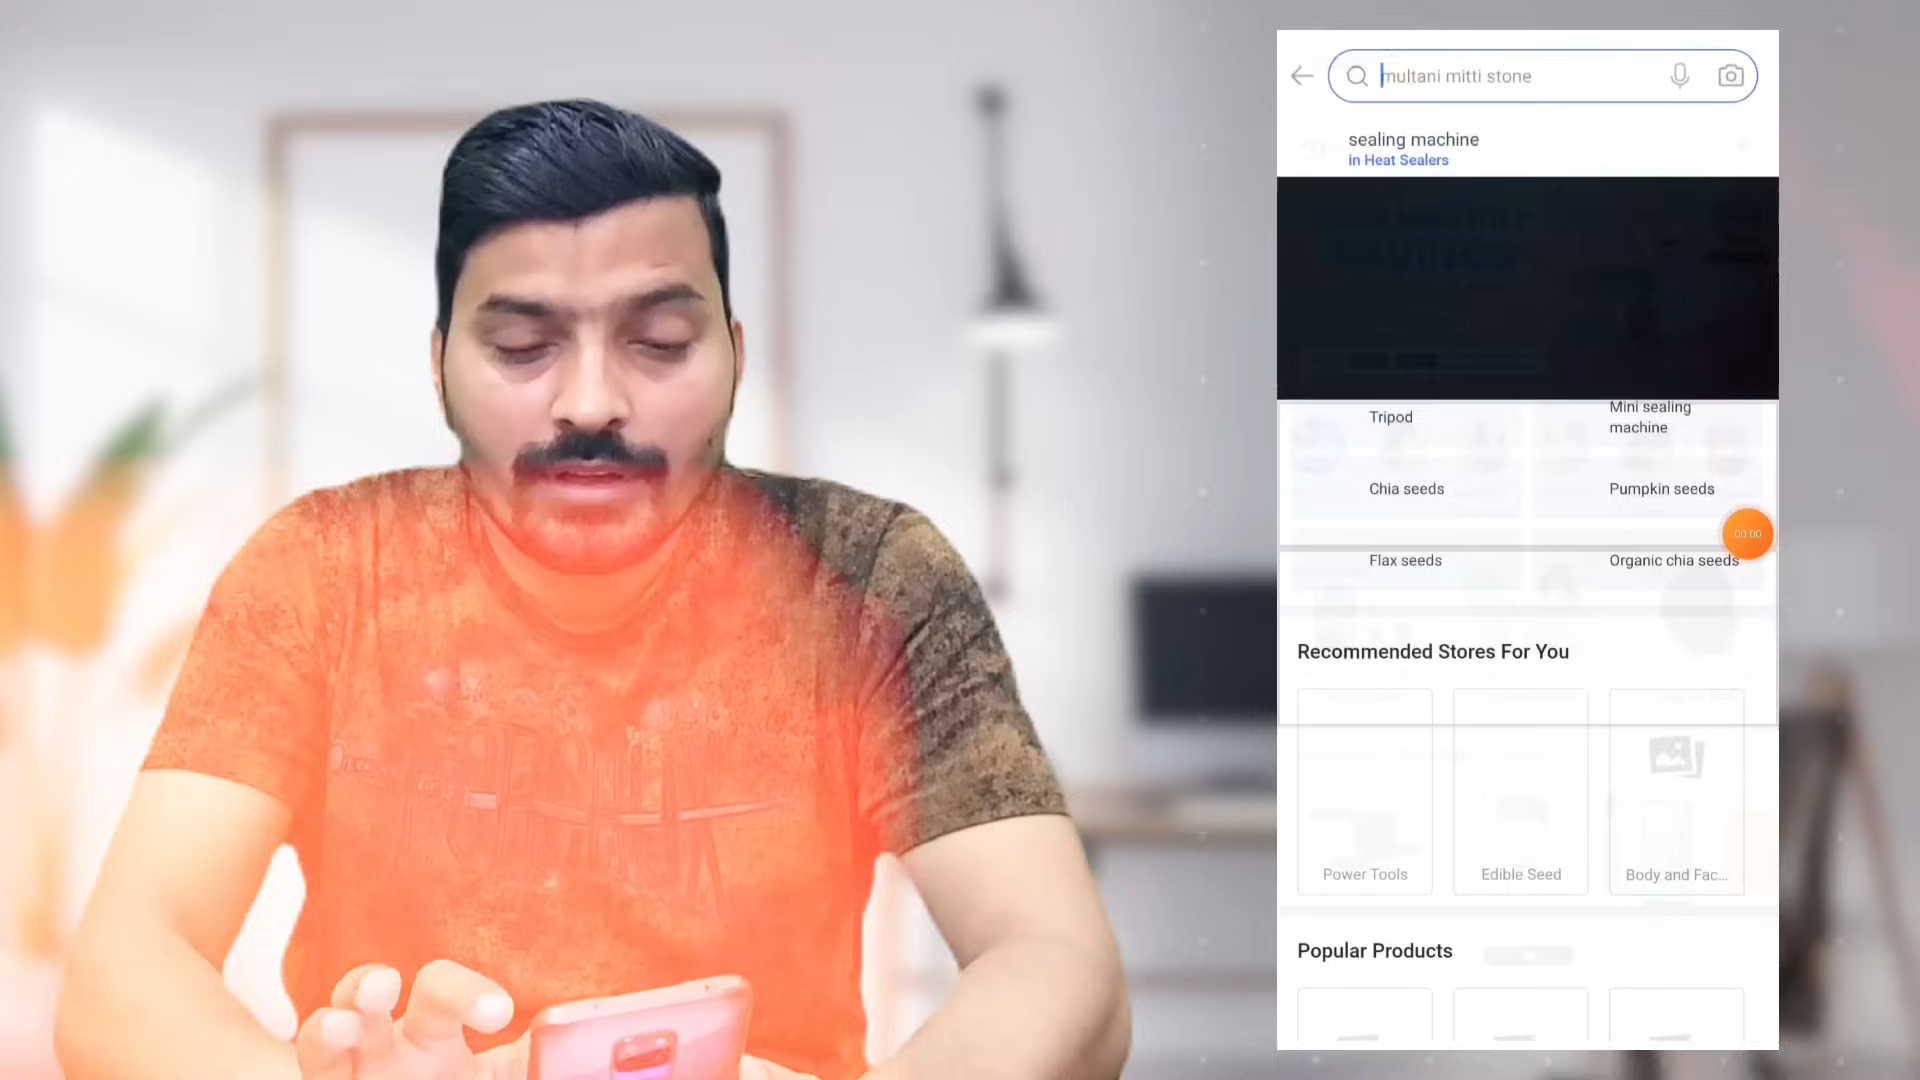 multani mitti stone
sealing machine
in Heat Sealers
Tripod
Mini sealing
machine
Chia seeds
Pumpkin seeds
00:00
Flax seeds
Organic chia seeds
Recommended Stores For You
Power Tools
Edible Seed
Body and Fac...
Popular Products